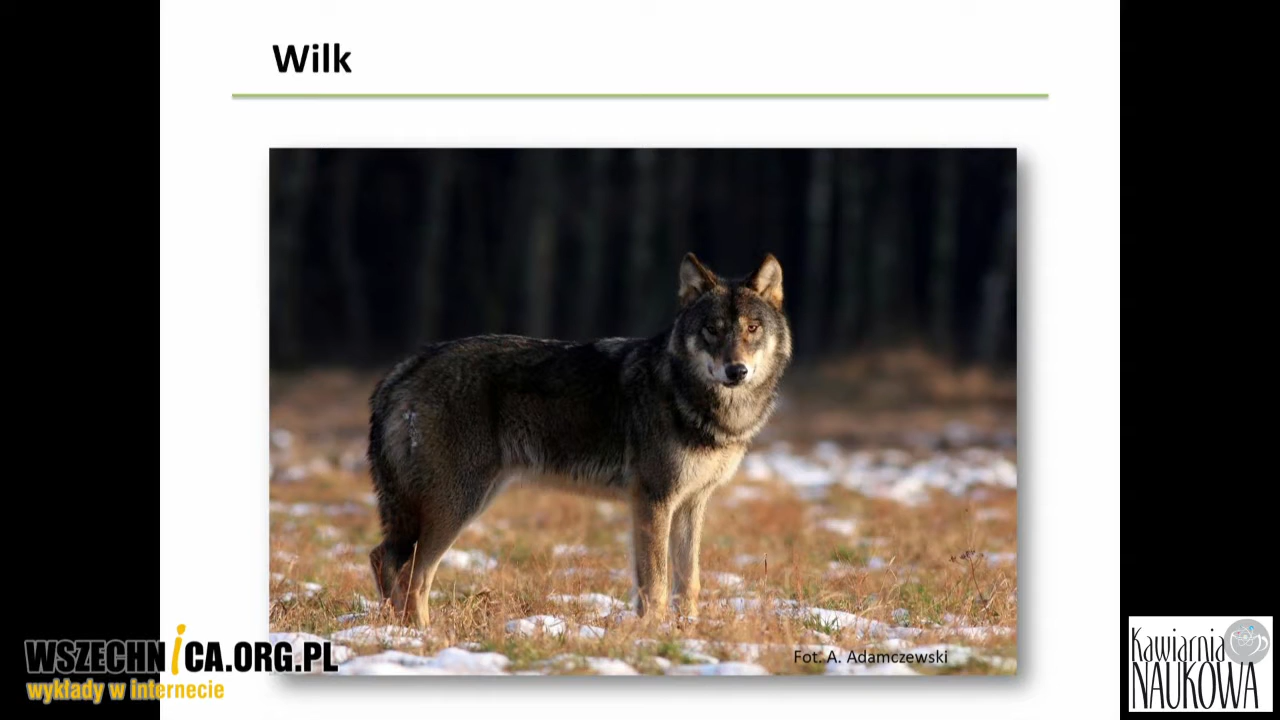 Wilk
Fot. A. Adamczewski
WSZECHNiCA.ORG.PL
wykłady w internecie
Kawiarnia
NAUKOWA